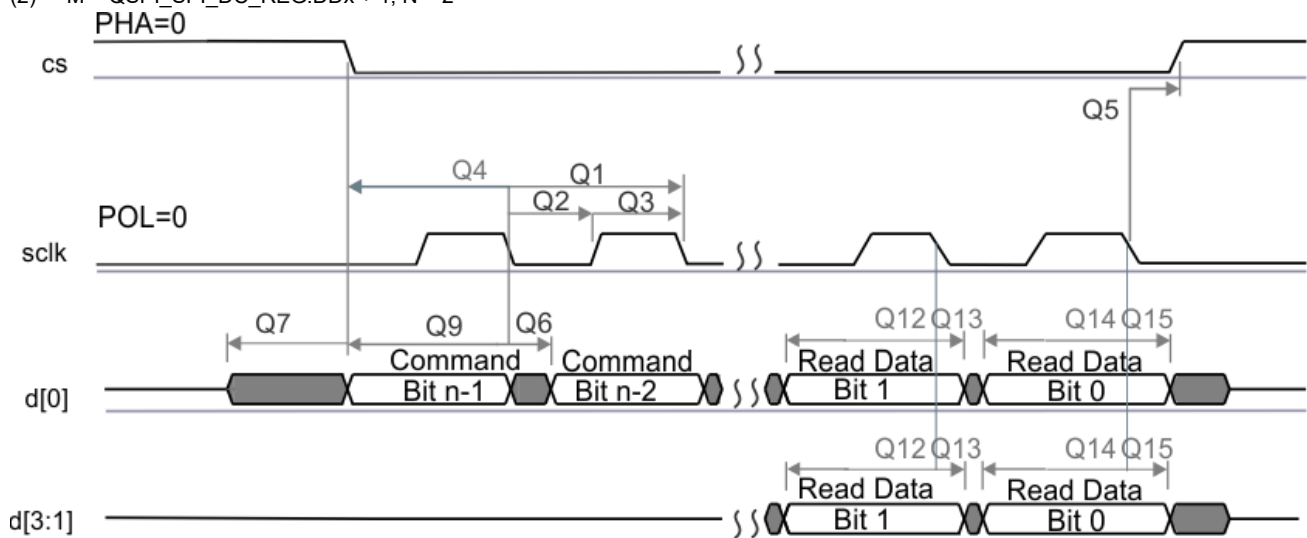 PHA=0
cs
Q5
Q4 Q1
Q2 Q3
POL=0
sclk
Q7 Q9 Q6 Q12 Q13 Q14 Q15
Command Command Read Data Read Data
d[0] Bit n-1 Bit n-2 Bit 1 Bit 0
Q12 Q13 Q14 Q15
Read Data Read Data
d[3:1] Bit 1 Bit 0